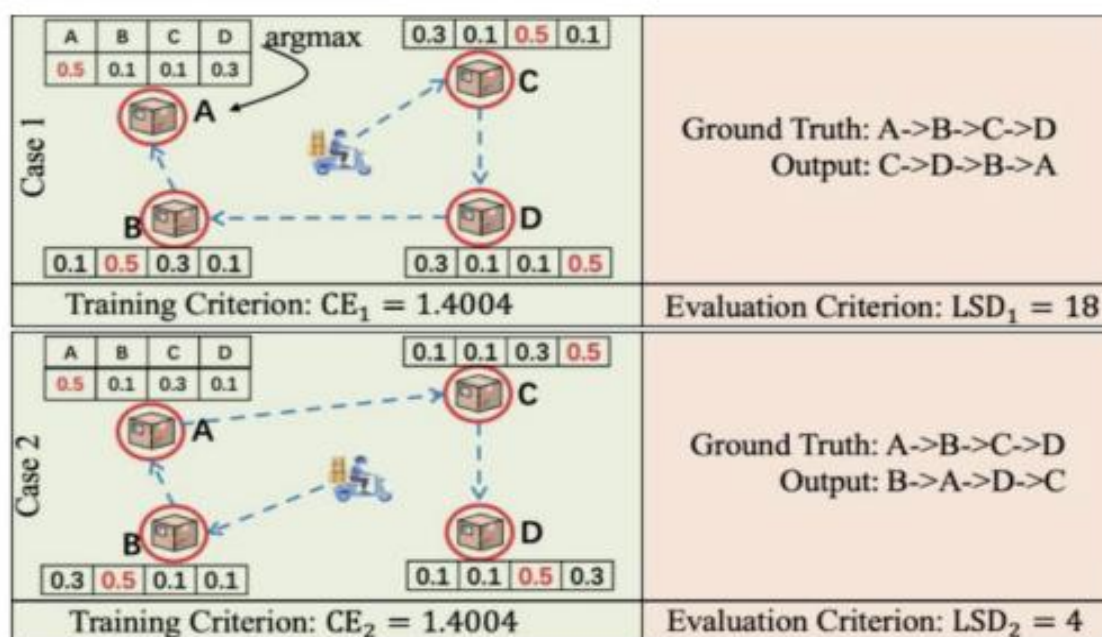 A B C D
0.5 0.1 0.1 0.3
argmax
0.3 0.1 0.5 0.1
A
C
Case 1
B
D
0.1 0.5 0.3 0.1
0.3 0.1 0.1 0.5
Ground Truth: A->B->C->D
Output: C->D->B->A
Training Criterion: CE₁ = 1.4004
Evaluation Criterion: LSD₁ = 18
A B C D
0.5 0.1 0.3 0.1
0.1 0.1 0.3 0.5
A
C
Case 2
B
D
0.3 0.5 0.1 0.1
0.1 0.1 0.5 0.3
Ground Truth: A->B->C->D
Output: B->A->D->C
Training Criterion: CE₂ = 1.4004
Evaluation Criterion: LSD₂ = 4